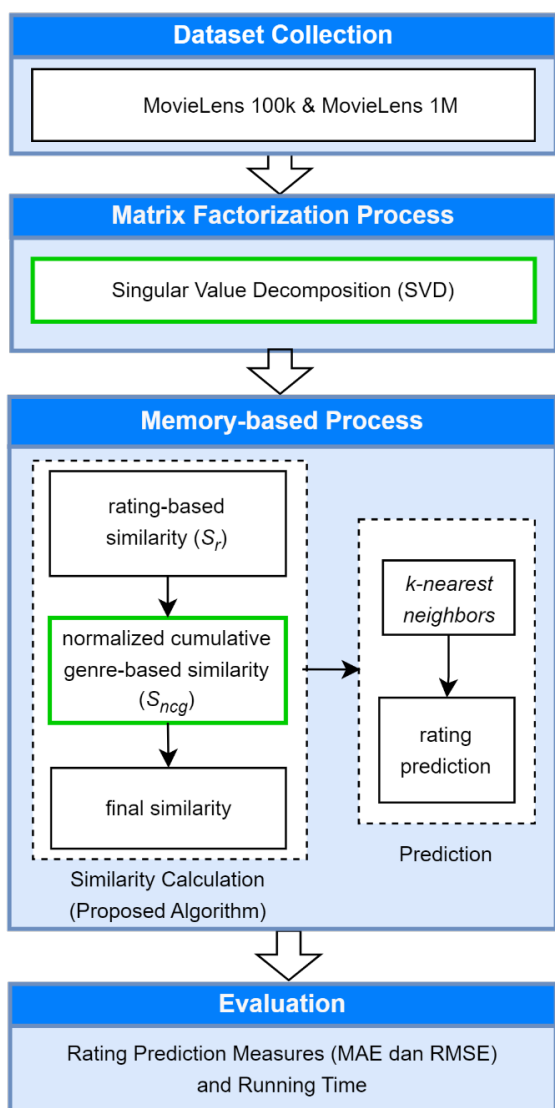 Dataset Collection
MovieLens 100k & MovieLens 1M
Matrix Factorization Process
Singular Value Decomposition (SVD)
Memory-based Process
rating-based
similarity (Sr)
normalized cumulative
genre-based similarity
(Sncg)
final similarity
Similarity Calculation
(Proposed Algorithm)
k-nearest
neighbors
rating
prediction
Prediction
Evaluation
Rating Prediction Measures (MAE dan RMSE)
and Running Time